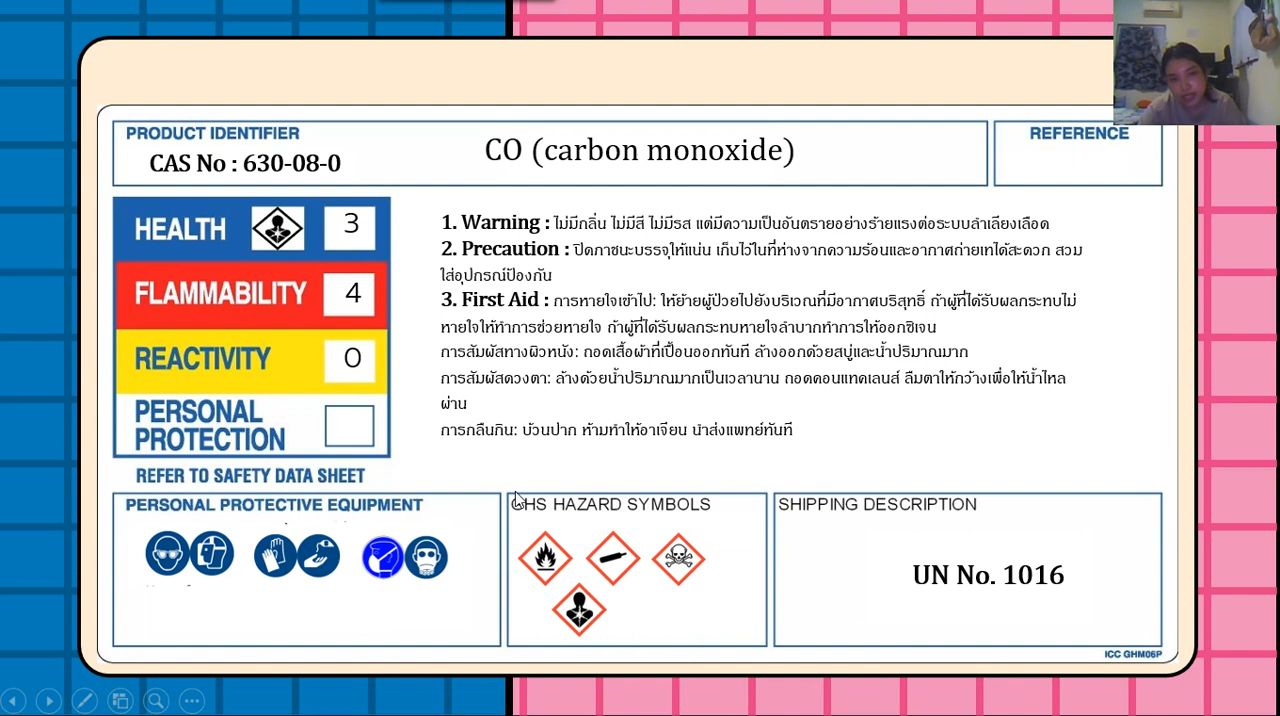 PRODUCT IDENTIFIER
CAS No : 630-08-0
CO (carbon monoxide)
REFERENCE
HEALTH 3
FLAMMABILITY 4
REACTIVITY 0
PERSONAL
PROTECTION
REFER TO SAFETY DATA SHEET
1. Warning : ไม่มีกลิ่น ไม่มีสี ไม่มีรส แต่มีความเป็นอันตรายอย่างร้ายแรงต่อระบบลำเลียงเลือด
2. Precaution : ปิดภาชนะบรรจุให้แน่น เก็บไว้ในที่ห่างจากความร้อนและอากาศถ่ายเทได้สะดวก สวม
ใส่อุปกรณ์ป้องกัน
3. First Aid : การหายใจเข้าไป: ให้ย้ายผู้ป่วยไปยังบริเวณที่มีอากาศบริสุทธิ์ ถ้าผู้ที่ได้รับผลกระทบไม่
หายใจให้ทำการช่วยหายใจ ถ้าผู้ที่ได้รับผลกระทบหายใจลำบากทำการให้ออกซิเจน
การสัมผัสทางผิวหนัง: ถอดเสื้อผ้าที่เปื้อนออกทันที ล้างออกด้วยสบู่และน้ำปริมาณมาก
การสัมผัสดวงตา: ล้างด้วยน้ำปริมาณมากเป็นเวลานาน ถอดคอนแทคเลนส์ ลืมตาให้กว้างเพื่อให้น้ำไหล
ผ่าน
การกลืนกิน: บ้วนปาก ห้ามทำให้อาเจียน นำส่งแพทย์ทันที
PERSONAL PROTECTIVE EQUIPMENT
GHS HAZARD SYMBOLS
SHIPPING DESCRIPTION
UN No. 1016
ICC GHM06P